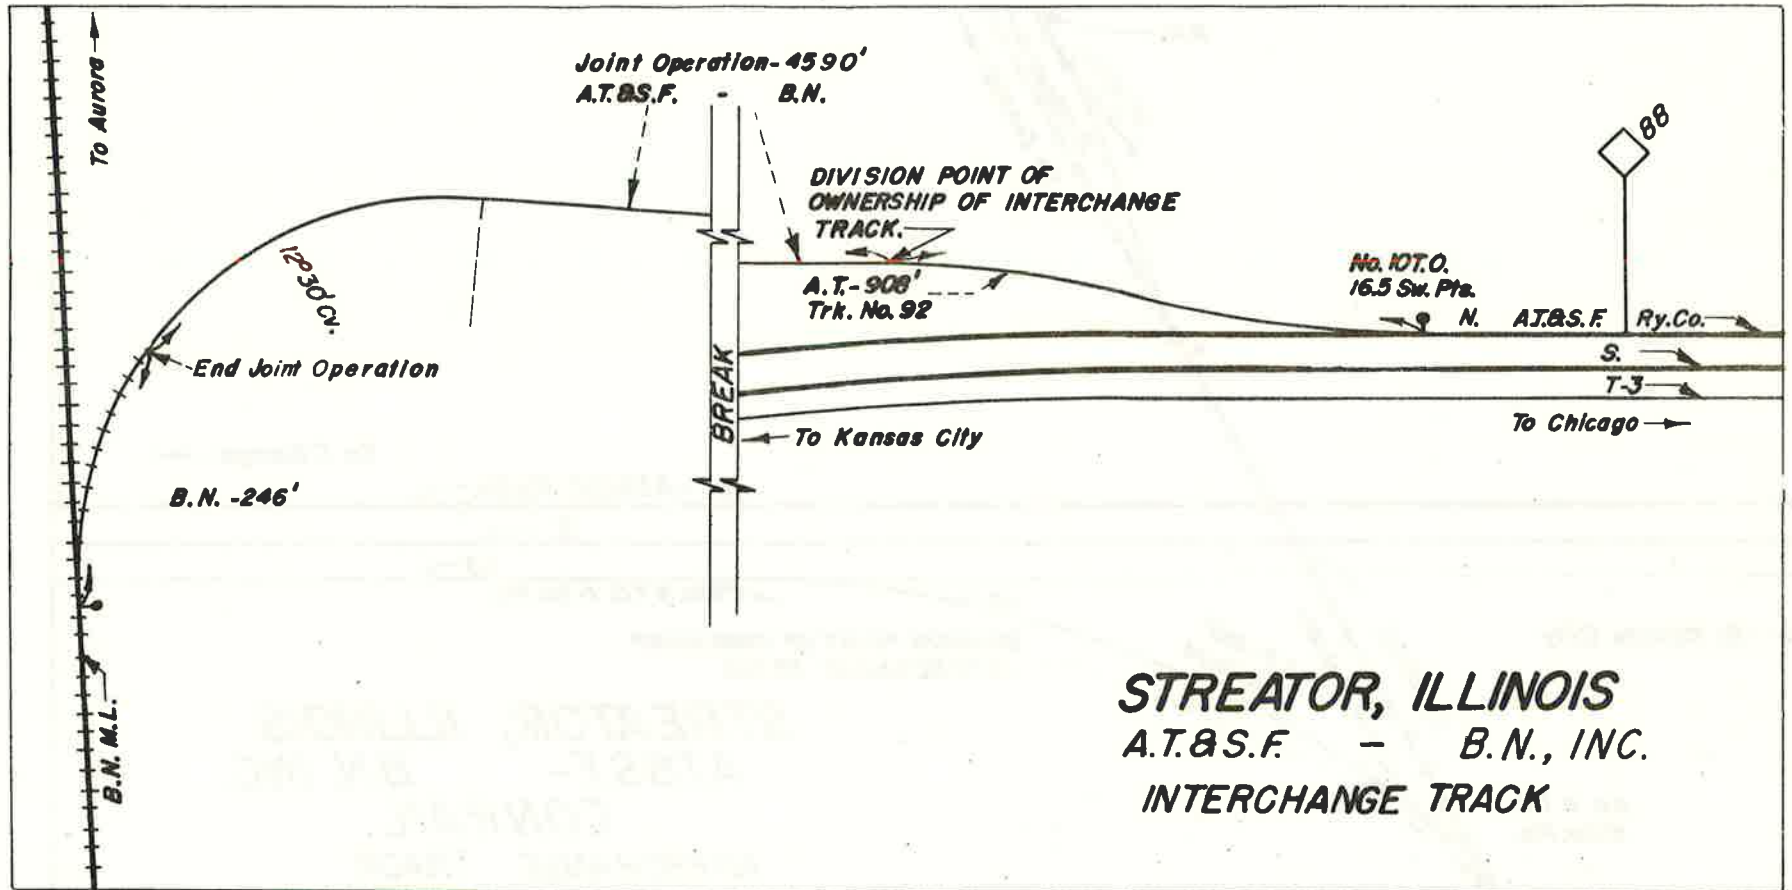 To Aurora
Joint Operation-4590'
A.T.&S.F. - B.N.
88
DIVISION POINT OF
OWNERSHIP OF INTERCHANGE
TRACK.
12°30' Cv.
A.T.-908'
Trk. No. 92
No. 10 T.O.
16.5 Sw. Pts.
N. A.T.&S.F. Ry. Co.
S.
T-3
End Joint Operation
BREAK
To Kansas City
To Chicago
B.N. -246'
B.N. M.L.
STREATOR, ILLINOIS
A.T.&S.F. - B.N., INC.
INTERCHANGE TRACK